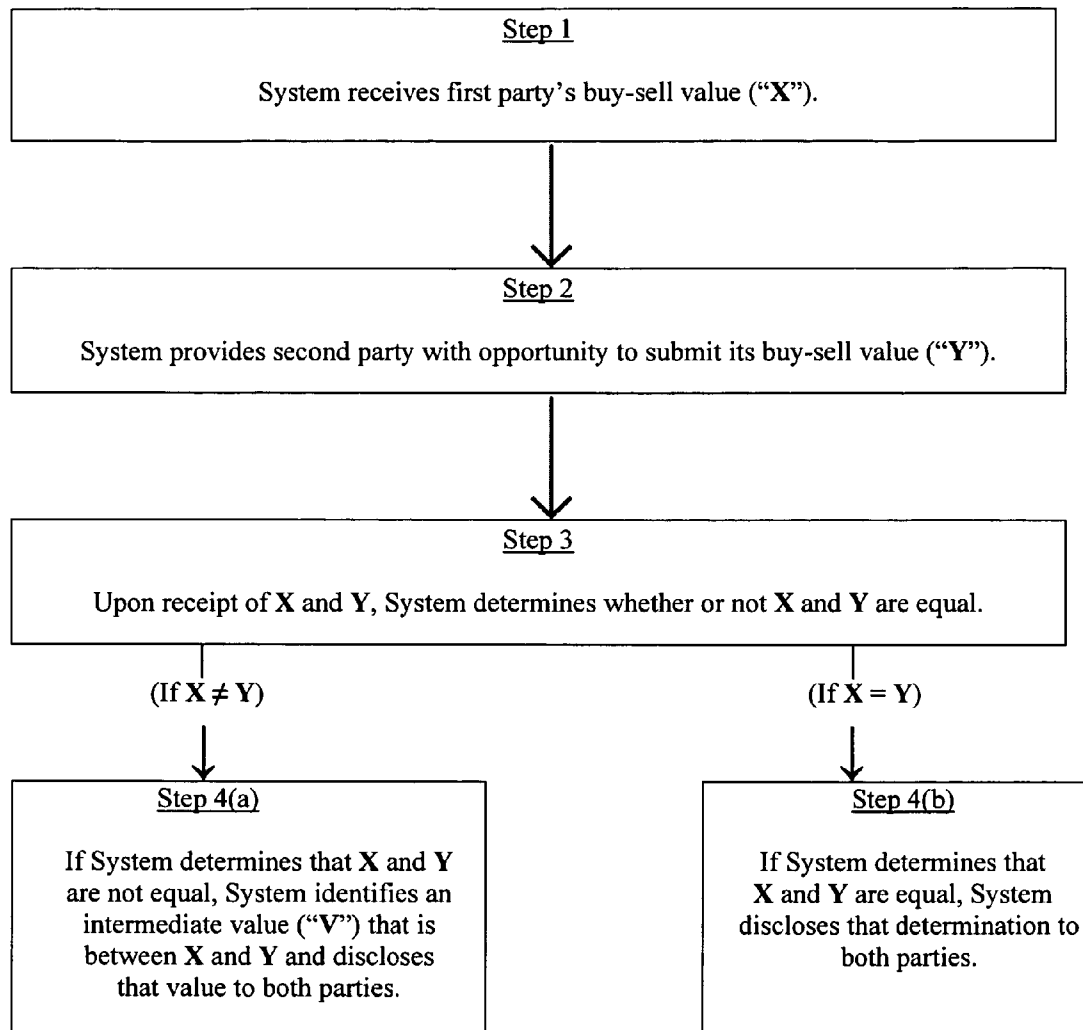 Step 1
System receives first party's buy-sell value (“X”).
Step 2
System provides second party with opportunity to submit its buy-sell value (“Y”).
Step 3
Upon receipt of X and Y, System determines whether or not X and Y are equal.
(If X ≠ Y)
(If X = Y)
Step 4(a)
If System determines that X and Y
are not equal, System identifies an
intermediate value (“V”) that is
between X and Y and discloses
that value to both parties.
Step 4(b)
If System determines that
X and Y are equal, System
discloses that determination to
both parties.